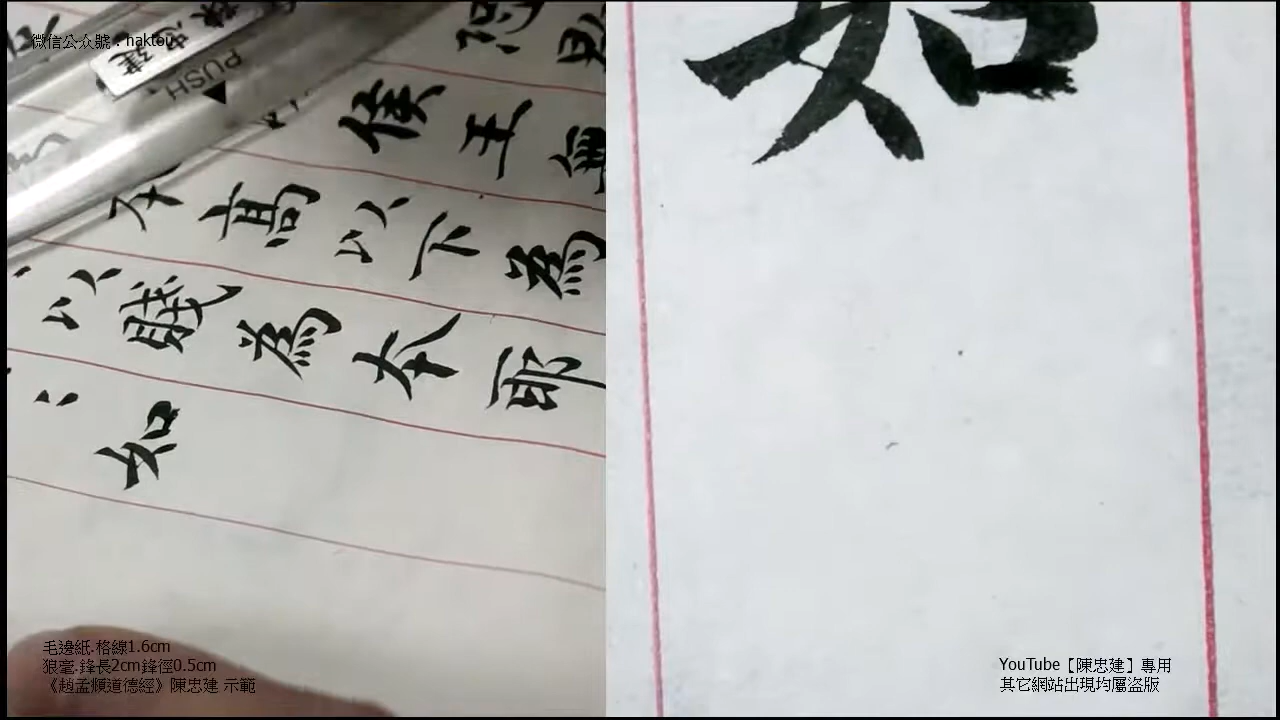 微信公众號：naktou
PUSH
侯王無
本高以下為
以賤為本耶
如
如
毛邊紙.格線1.6cm
狼毫.鋒長2cm鋒徑0.5cm
《趙孟頫道德經》陳忠建 示範
YouTube［陳忠建］專用
其它網站出現均屬盜版